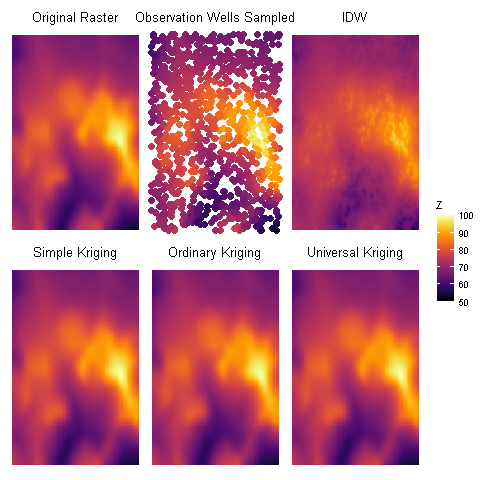 Original Raster
Observation Wells Sampled
IDW
Simple Kriging
Ordinary Kriging
Universal Kriging
Z
100
90
80
70
60
50